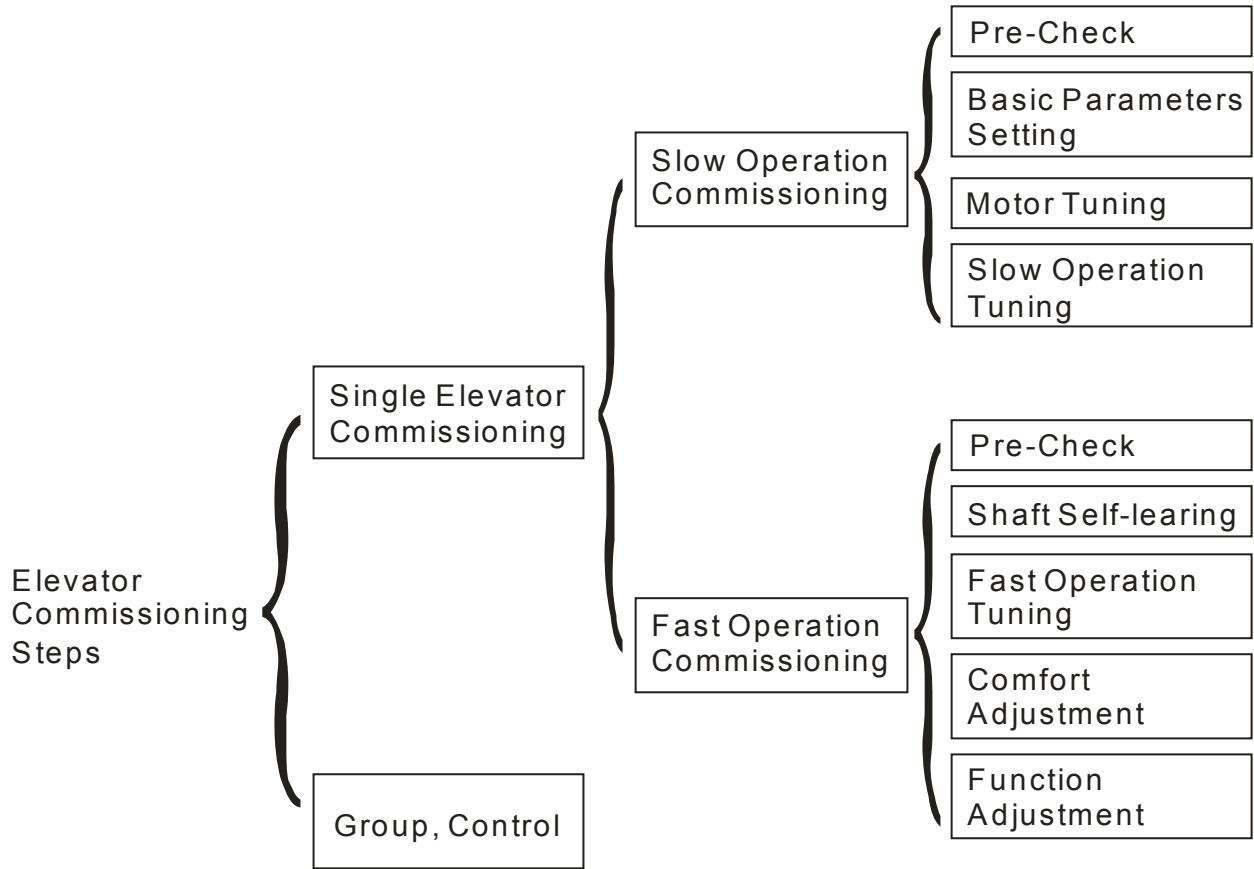 Elevator
Commissioning
Steps
Single Elevator
Commissioning
Slow Operation
Commissioning
Pre-Check
Basic Parameters
Setting
Motor Tuning
Slow Operation
Tuning
Fast Operation
Commissioning
Pre-Check
Shaft Self-learing
Fast Operation
Tuning
Comfort
Adjustment
Function
Adjustment
Group, Control